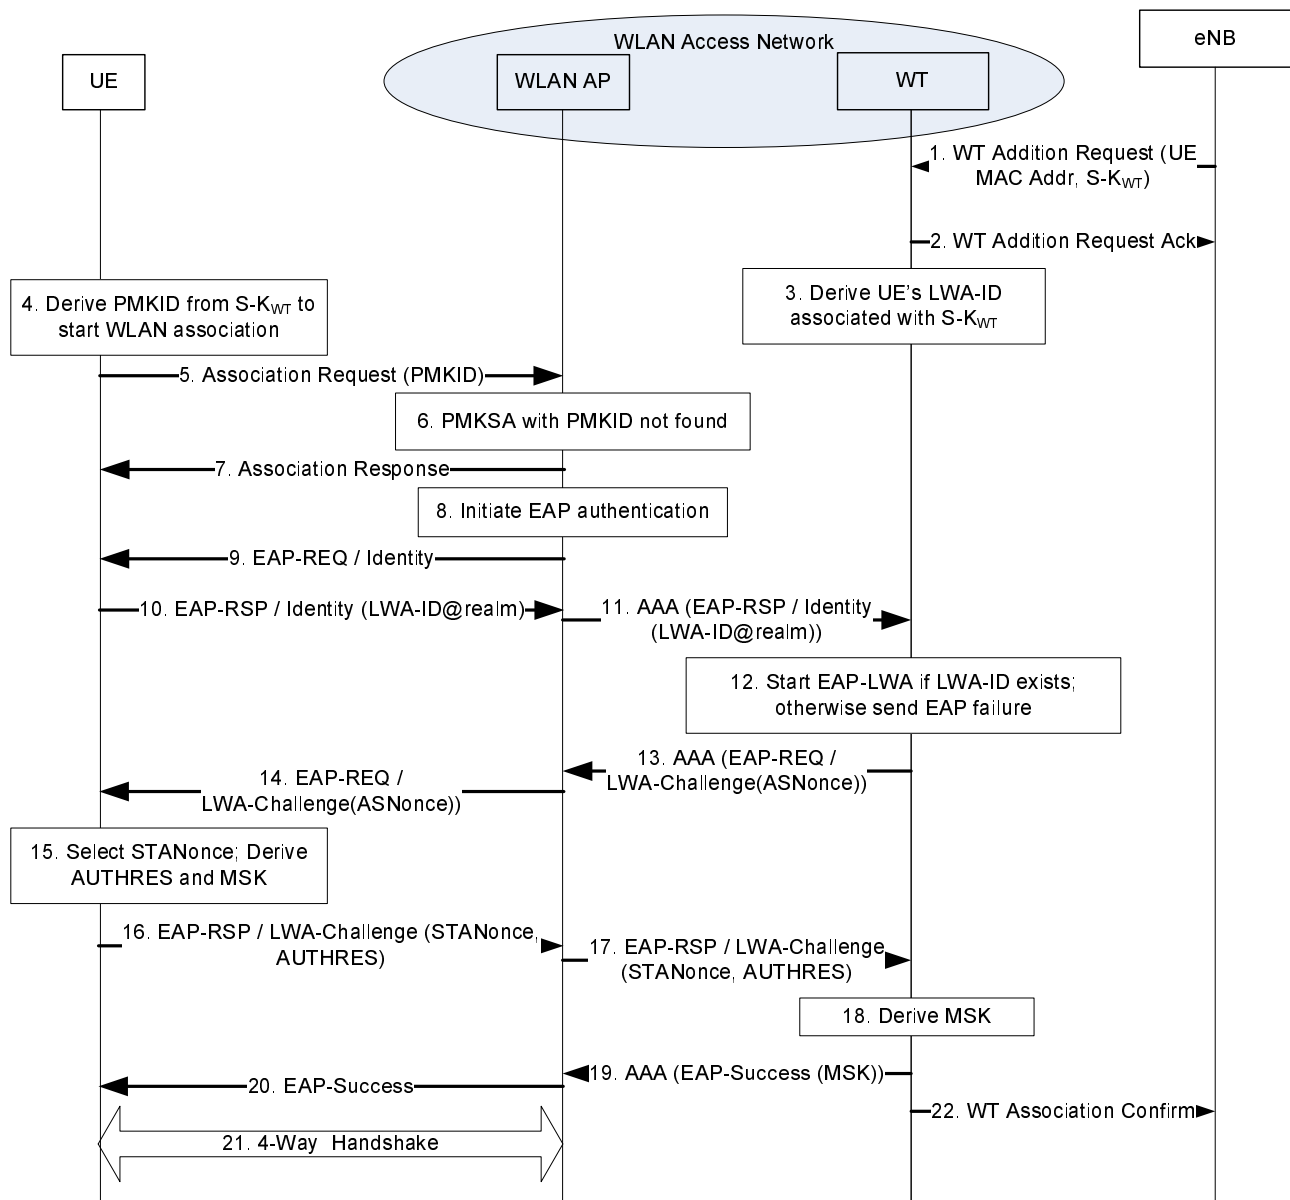 WLAN Access Network
eNB
UE
WLAN AP
WT
1. WT Addition Request (UE
MAC Addr, S-KWT)
2. WT Addition Request Ack
3. Derive UE's LWA-ID
associated with S-KWT
4. Derive PMKID from S-KWT to
start WLAN association
5. Association Request (PMKID)
6. PMKSA with PMKID not found
7. Association Response
8. Initiate EAP authentication
9. EAP-REQ / Identity
10. EAP-RSP / Identity (LWA-ID@realm)
11. AAA (EAP-RSP / Identity
(LWA-ID@realm))
12. Start EAP-LWA if LWA-ID exists;
otherwise send EAP failure
13. AAA (EAP-REQ /
LWA-Challenge(ASNonce))
14. EAP-REQ /
LWA-Challenge(ASNonce))
15. Select STANonce; Derive
AUTHRES and MSK
16. EAP-RSP / LWA-Challenge (STANonce,
AUTHRES)
17. EAP-RSP / LWA-Challenge
(STANonce, AUTHRES)
18. Derive MSK
19. AAA (EAP-Success (MSK))
20. EAP-Success
22. WT Association Confirm
21. 4-Way Handshake